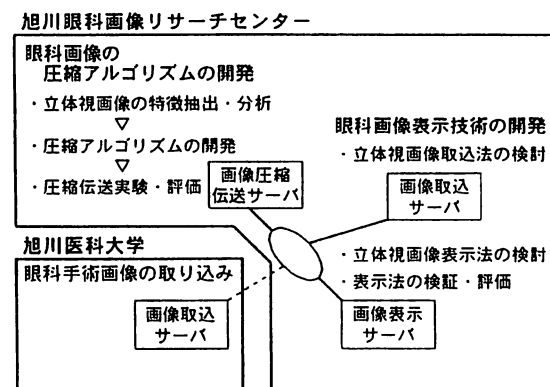 旭川眼科画像リサーチセンター
眼科画像の
圧縮アルゴリズムの開発
・立体視画像の特徴抽出・分析
▽
・圧縮アルゴリズムの開発
▽
・圧縮伝送実験・評価
画像圧縮
伝送サーバ
眼科画像表示技術の開発
・立体視画像取込法の検討
画像取込
サーバ
・立体視画像表示法の検討
・表示法の検証・評価
画像表示
サーバ
旭川医科大学
眼科手術画像の取り込み
画像取込
サーバ